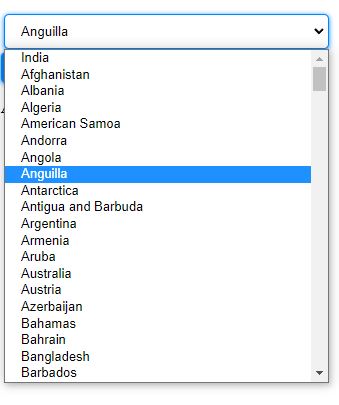 Anguilla
India
Afghanistan
Albania
Algeria
American Samoa
Andorra
Angola
Anguilla
Antarctica
Antigua and Barbuda
Argentina
Armenia
Aruba
Australia
Austria
Azerbaijan
Bahamas
Bahrain
Bangladesh
Barbados